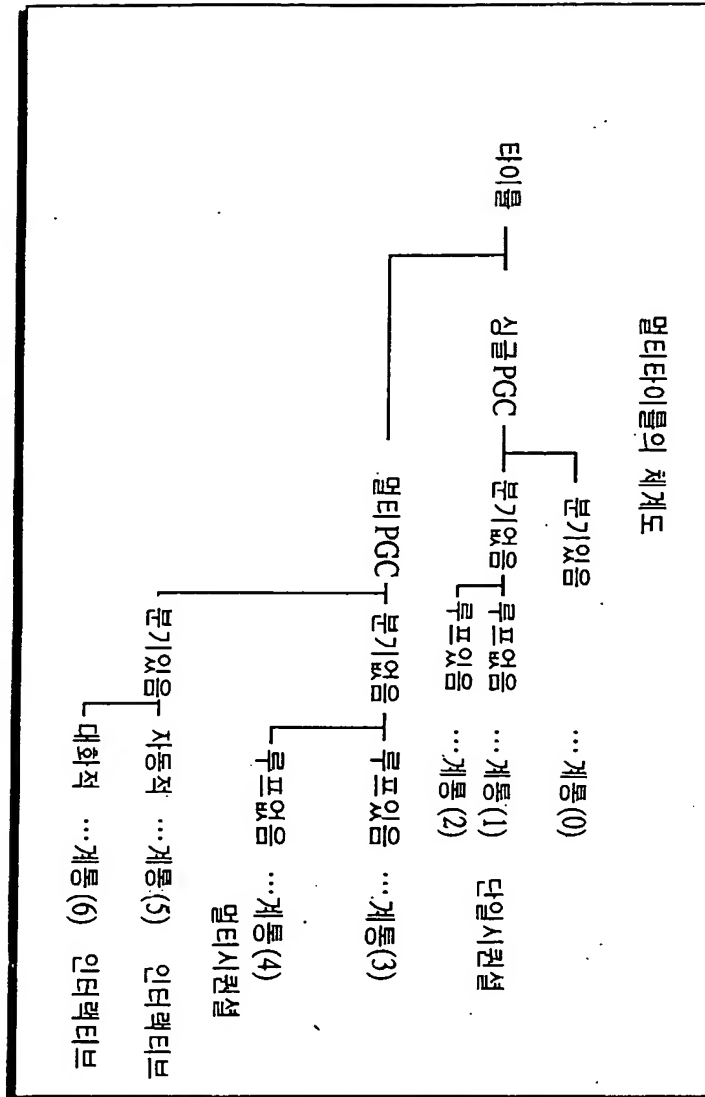 멀티타이틀의 체계도
분기있음 …계통(0)
타이틀 싱글PGC 분기없음 루프없음 …계통(1) 단일시퀀셜
루프있음 …계통(2)
멀티PGC 분기없음 루프있음 …계통(3)
루프없음 …계통(4)
멀티시퀀셜
분기있음 자동적 …계통(5) 인터랙티브
대화적 …계통(6) 인터랙티브